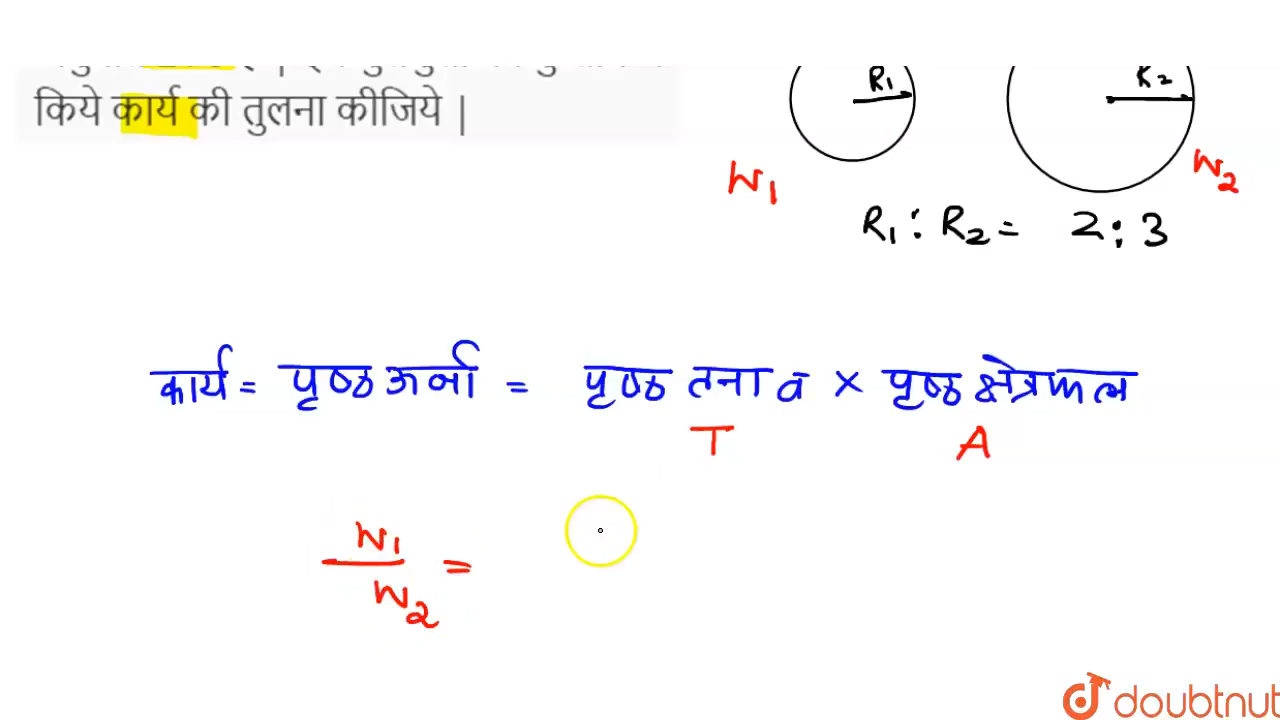 किये कार्य की तुलना कीजिये |
R1
R2
W1
W2
R1 : R2 = 2 : 3
कार्य = पृष्ठ ऊर्जा = पृष्ठ तनाव × पृष्ठ क्षेत्रफल
T
A
W1
W2
=
doubtnut